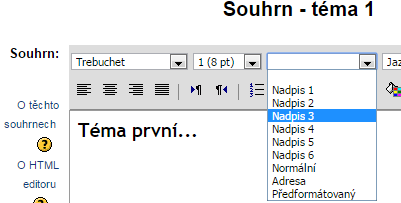 Souhrn - téma 1
Souhrn:
Trebuchet
1 (8 pt)
Jaz
O těchto
souhrnech
O HTML
editoru
Téma první...
Nadpis 1
Nadpis 2
Nadpis 3
Nadpis 4
Nadpis 5
Nadpis 6
Normální
Adresa
Předformátovaný